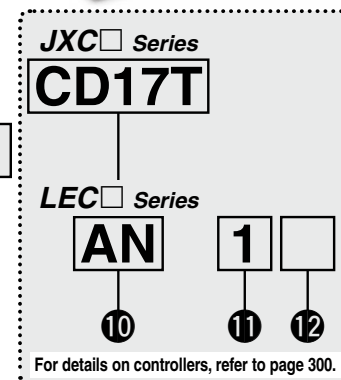 JXC□ Series
CD17T
LEC□ Series
AN 1 □
⑩ ⑪ ⑫
For details on controllers, refer to page 300.